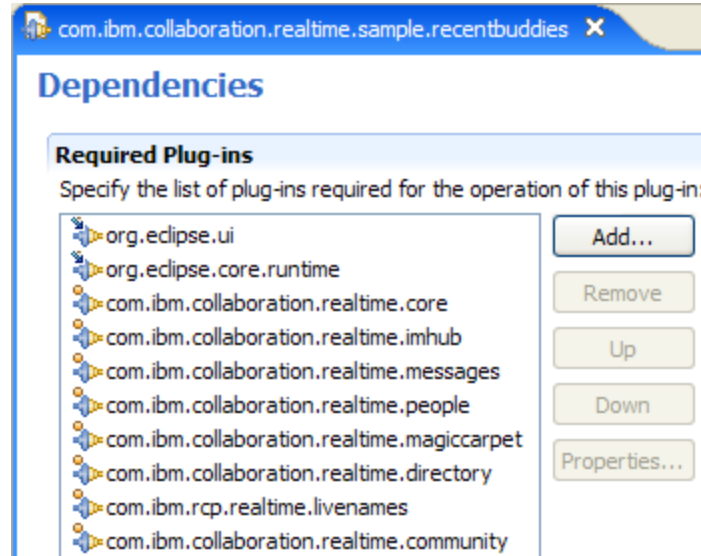 com.ibm.collaboration.realtime.sample.recentbuddies
Dependencies
Required Plug-ins
Specify the list of plug-ins required for the operation of this plug-in:
org.eclipse.ui
Add...
org.eclipse.core.runtime
com.ibm.collaboration.realtime.core
Remove
com.ibm.collaboration.realtime.imhub
Up
com.ibm.collaboration.realtime.messages
com.ibm.collaboration.realtime.people
Down
com.ibm.collaboration.realtime.magiccarpet
Properties...
com.ibm.collaboration.realtime.directory
com.ibm.rcp.realtime.livenames
com.ibm.collaboration.realtime.community